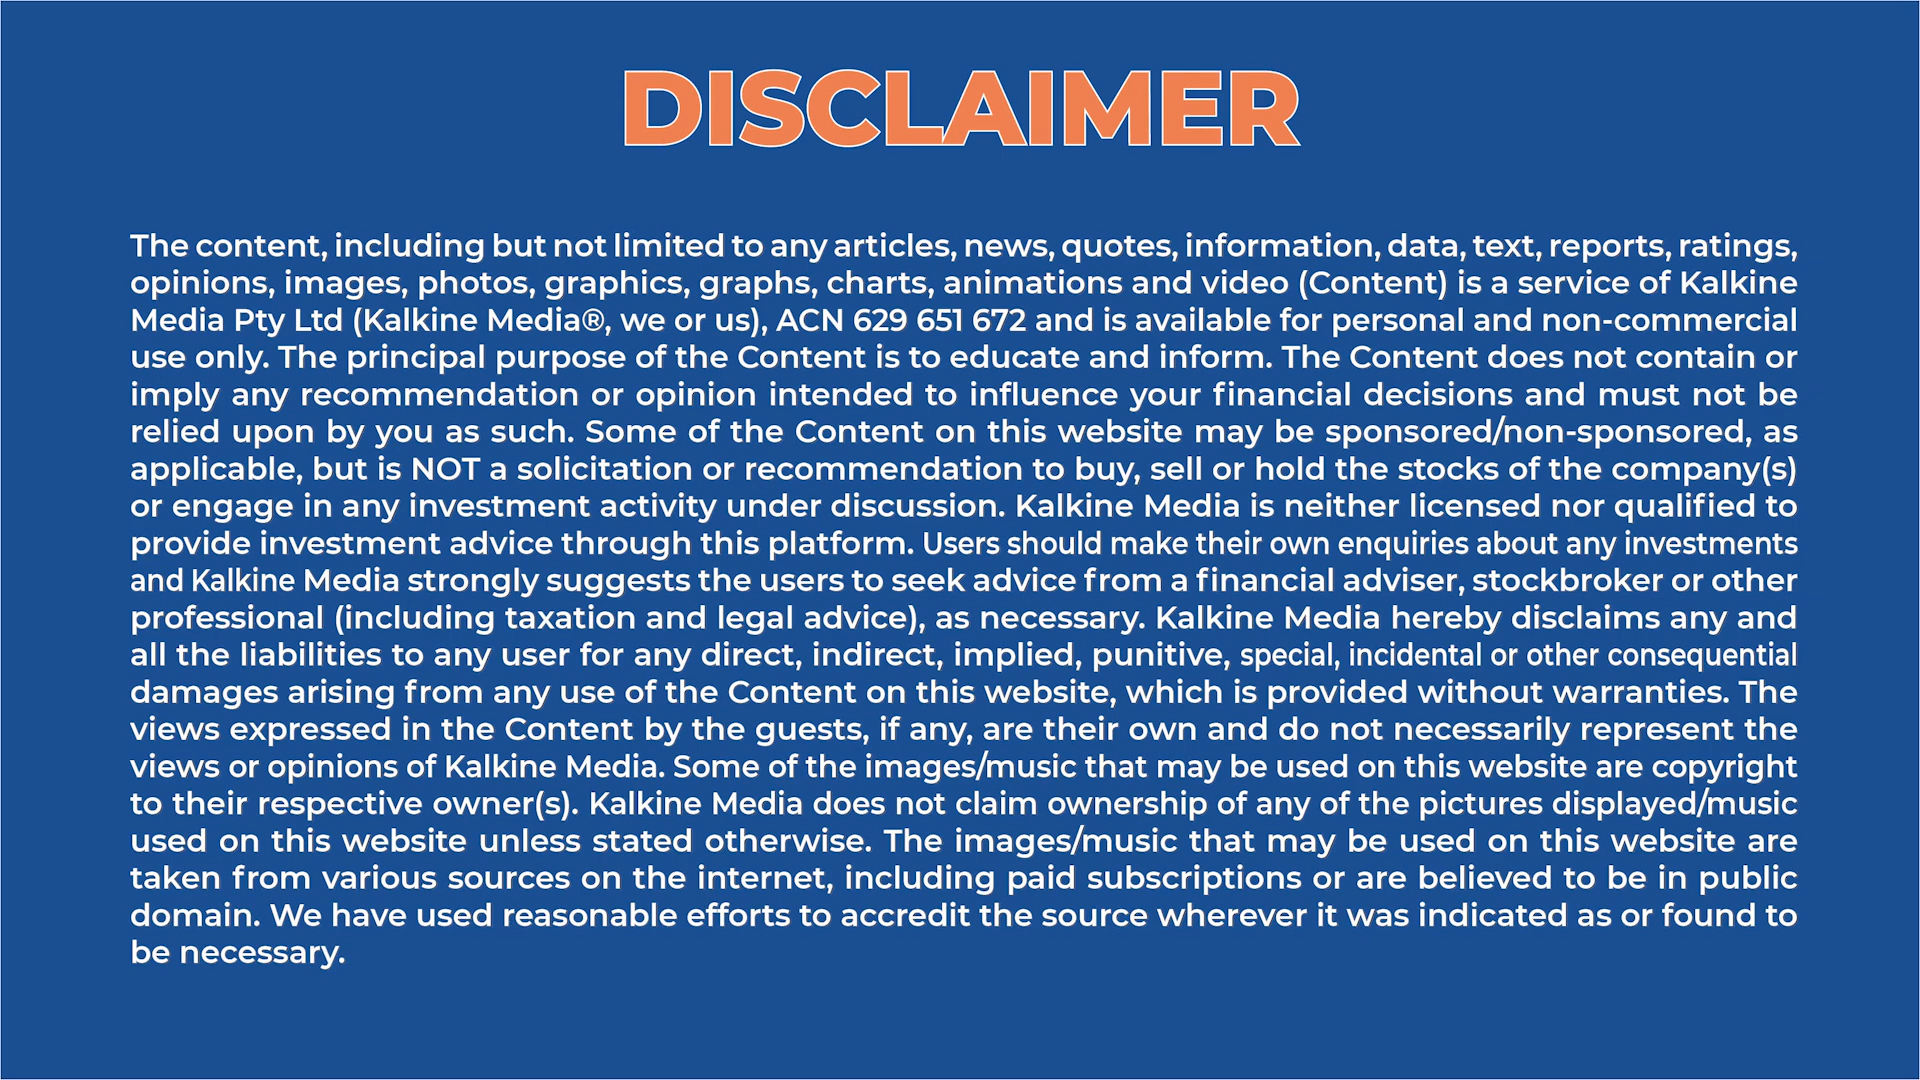 DISCLAIMER
The content, including but not limited to any articles, news, quotes, information, data, text, reports, ratings,
opinions, images, photos, graphics, graphs, charts, animations and video (Content) is a service of Kalkine
Media Pty Ltd (Kalkine Media®, we or us), ACN 629 651 672 and is available for personal and non-commercial
use only. The principal purpose of the Content is to educate and inform. The Content does not contain or
imply any recommendation or opinion intended to influence your financial decisions and must not be
relied upon by you as such. Some of the Content on this website may be sponsored/non-sponsored, as
applicable, but is NOT a solicitation or recommendation to buy, sell or hold the stocks of the company(s)
or engage in any investment activity under discussion. Kalkine Media is neither licensed nor qualified to
provide investment advice through this platform. Users should make their own enquiries about any investments
and Kalkine Media strongly suggests the users to seek advice from a financial adviser, stockbroker or other
professional (including taxation and legal advice), as necessary. Kalkine Media hereby disclaims any and
all the liabilities to any user for any direct, indirect, implied, punitive, special, incidental or other consequential
damages arising from any use of the Content on this website, which is provided without warranties. The
views expressed in the Content by the guests, if any, are their own and do not necessarily represent the
views or opinions of Kalkine Media. Some of the images/music that may be used on this website are copyright
to their respective owner(s). Kalkine Media does not claim ownership of any of the pictures displayed/music
used on this website unless stated otherwise. The images/music that may be used on this website are
taken from various sources on the internet, including paid subscriptions or are believed to be in public
domain. We have used reasonable efforts to accredit the source wherever it was indicated as or found to
be necessary.